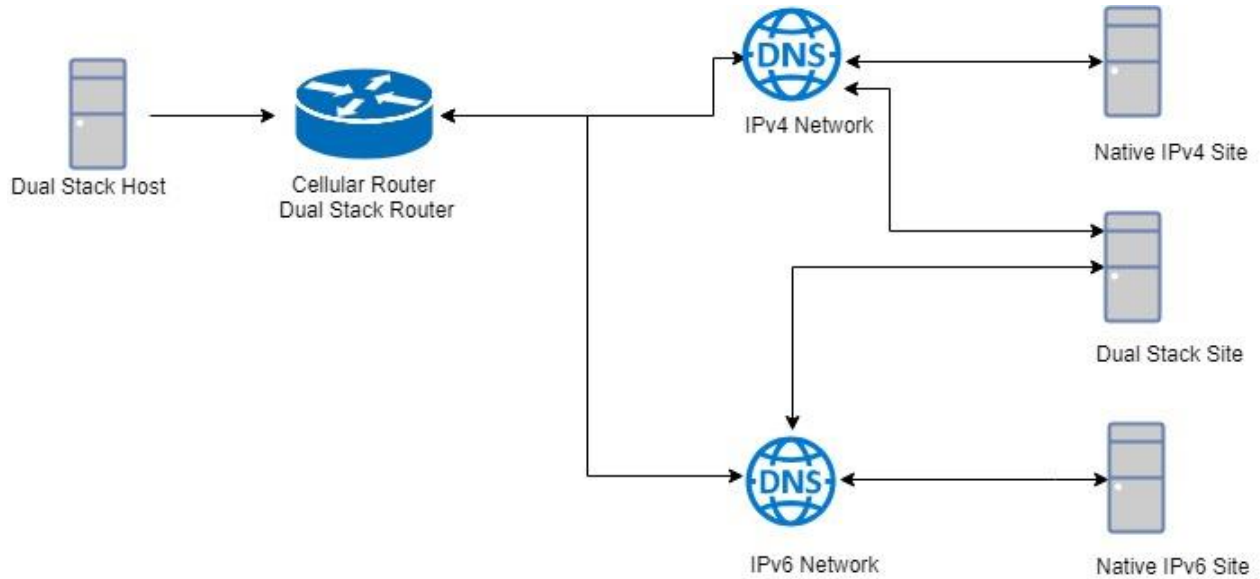 DNS
IPv4 Network
Native IPv4 Site
Dual Stack Host
Cellular Router
Dual Stack Router
Dual Stack Site
DNS
IPv6 Network
Native IPv6 Site